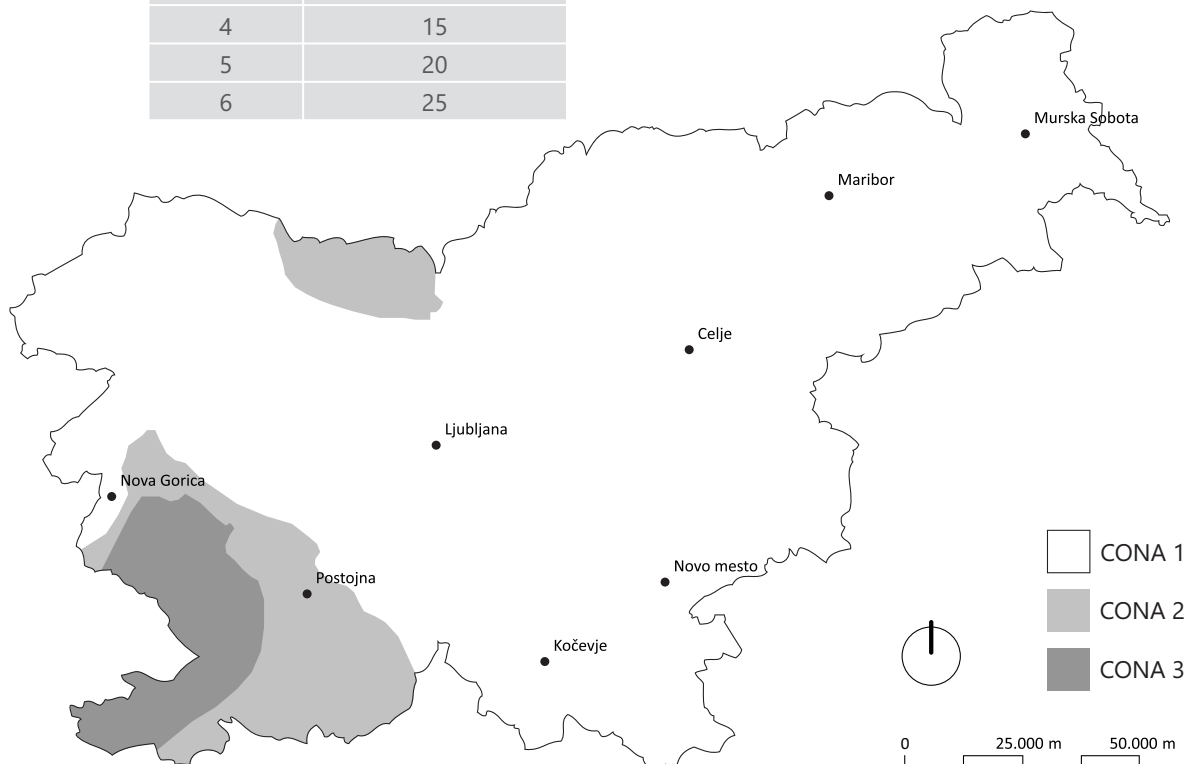 4 15
5 20
6 25
Murska Sobota
Maribor
Celje
Ljubljana
Nova Gorica
Postojna
Novo mesto
Kočevje
CONA 1
CONA 2
CONA 3
0 25.000 m 50.000 m